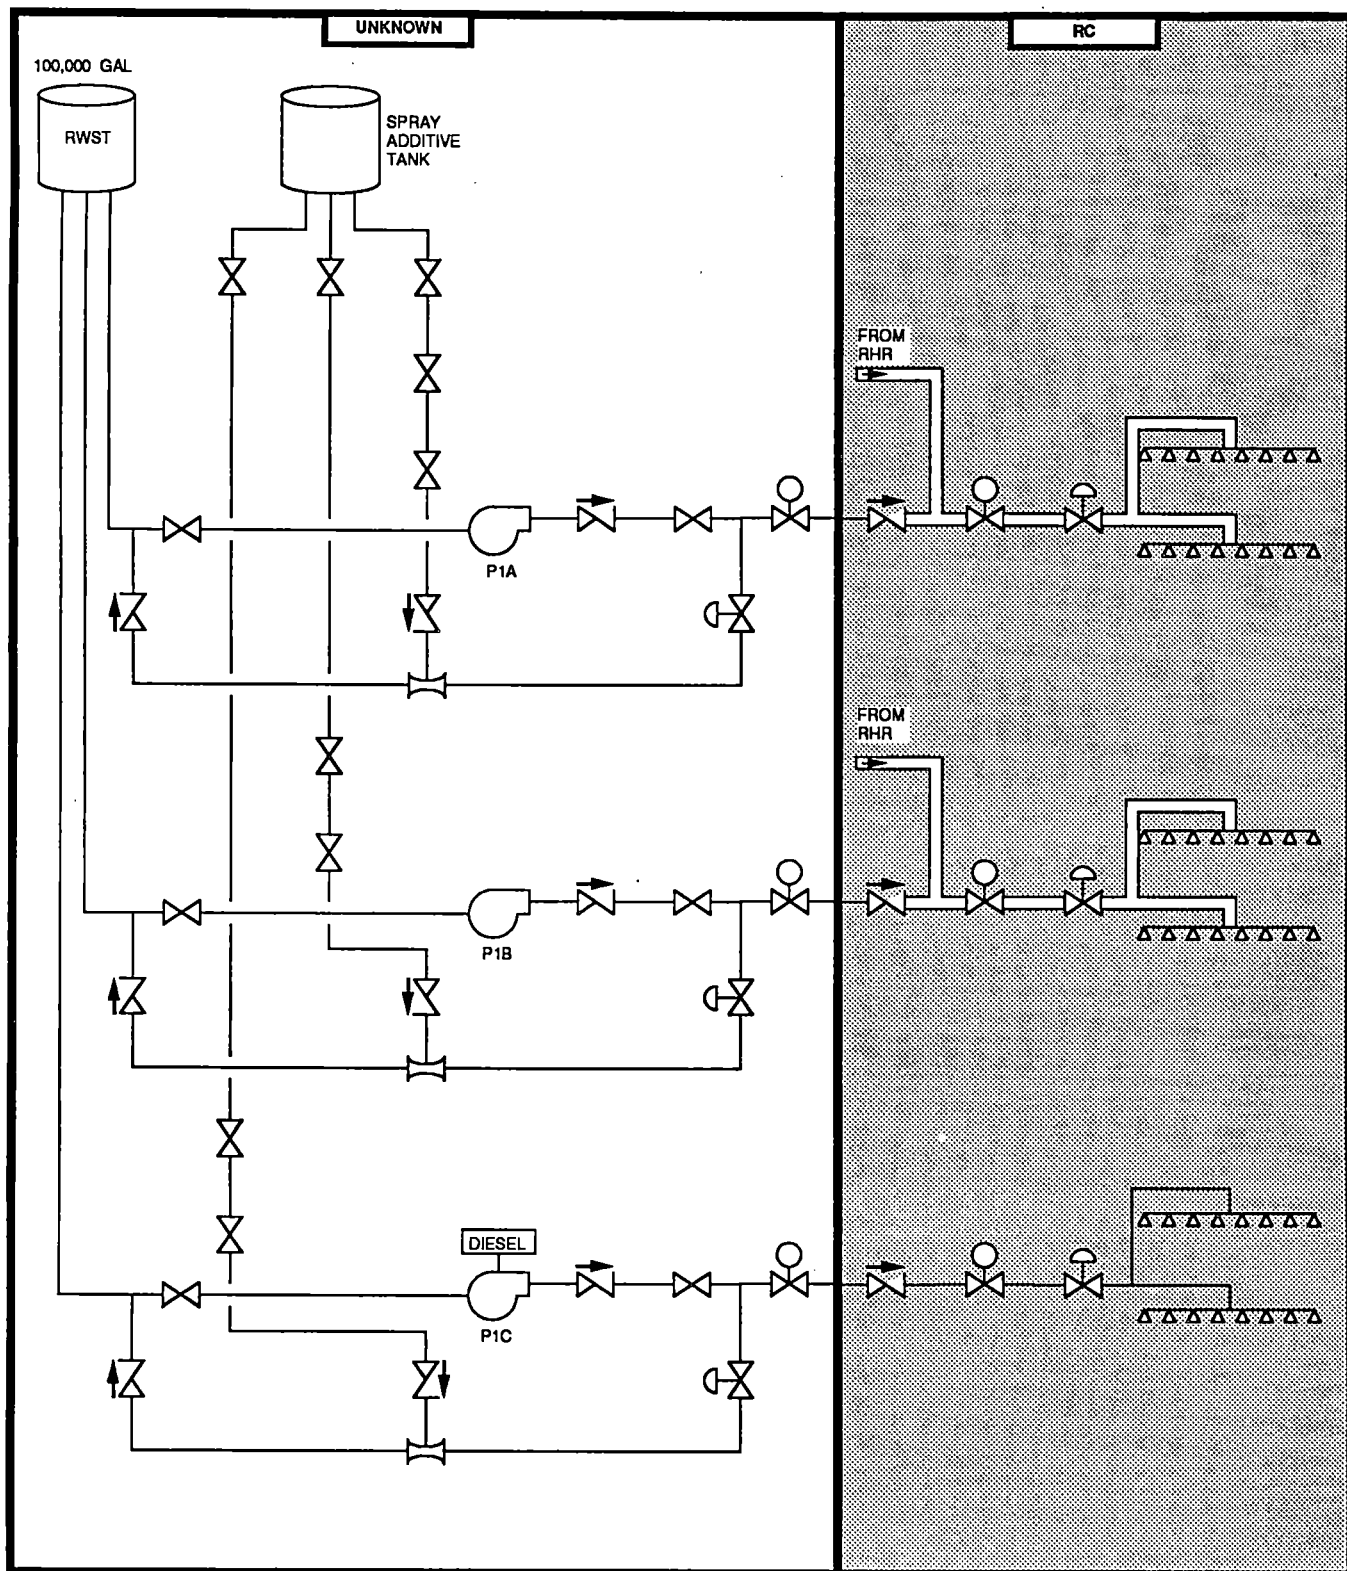 UNKNOWN
RC
100,000 GAL
RWST
SPRAY
ADDITIVE
TANK
FROM
RHR
P1A
FROM
RHR
P1B
DIESEL
P1C